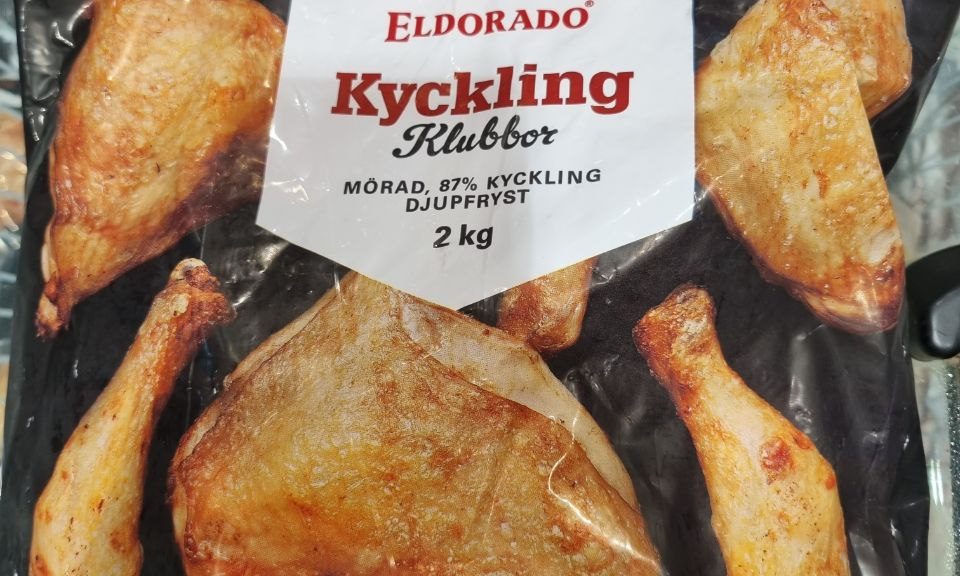 ELDORADO®
Kyckling
Klubbor
MÖRAD, 87% KYCKLING
DJUPFRYST
2 kg